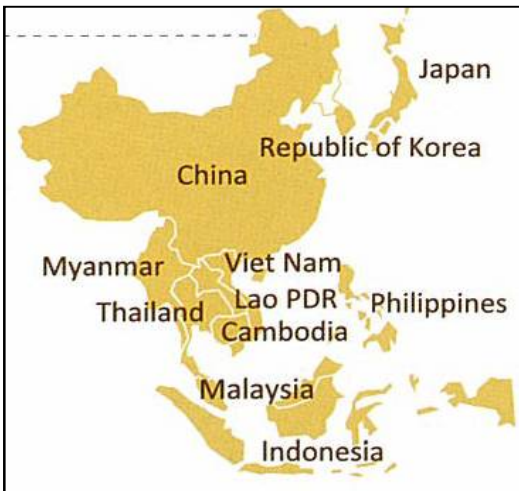 Japan
Republic of Korea
China
Myanmar
Viet Nam
Lao PDR
Philippines
Thailand
Cambodia
Malaysia
Indonesia